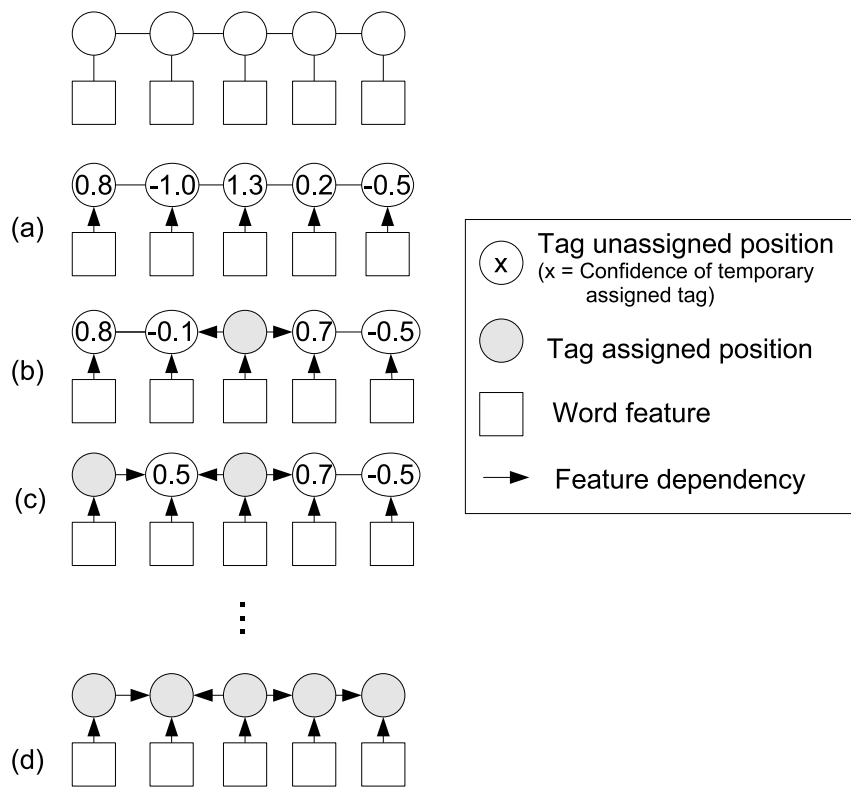 0.8 -1.0 1.3 0.2 -0.5
(a)
0.8 -0.1 0.7 -0.5
(b)
0.5 0.7 -0.5
(c)
(d)
x Tag unassigned position
(x = Confidence of temporary
assigned tag)
Tag assigned position
Word feature
Feature dependency